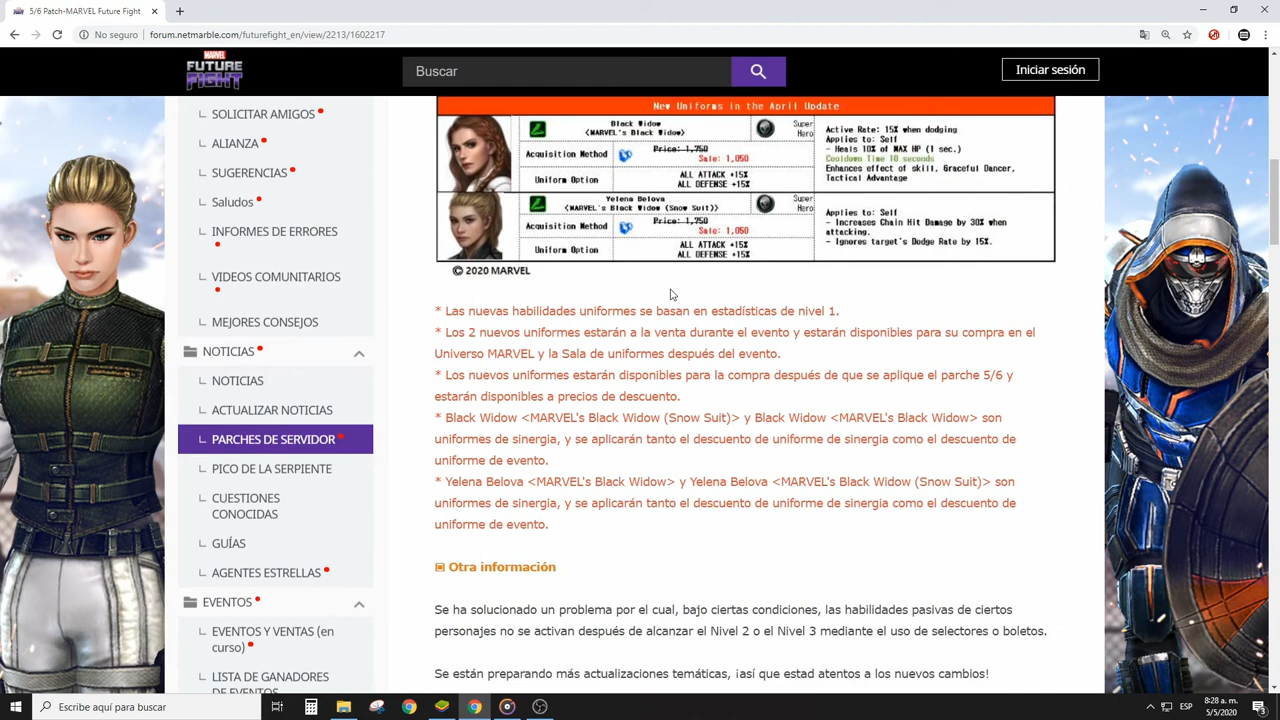 5/6 Patch-MARVEL Future Fight
No seguro | forum.netmarble.com/futurefight_en/view/2213/1602217
MARVEL
FUTURE
FIGHT
Buscar
Iniciar sesión
SOLICITAR AMIGOS
ALIANZA
SUGERENCIAS
Saludos
INFORMES DE ERRORES
VIDEOS COMUNITARIOS
MEJORES CONSEJOS
NOTICIAS
NOTICIAS
ACTUALIZAR NOTICIAS
PARCHES DE SERVIDOR
PICO DE LA SERPIENTE
CUESTIONES
CONOCIDAS
GUÍAS
AGENTES ESTRELLAS
EVENTOS
EVENTOS Y VENTAS (en
curso)
LISTA DE GANADORES
DE EVENTOS
New Uniforms in the April Update
Black Widow
<MARVEL's Black Widow>
Super
Hero
Acquisition Method
Price: 1,750
Sale: 1,050
Uniform Option
ALL ATTACK +15%
ALL DEFENSE +15%
Active Rate: 15% when dodging
Applies to: Self
- Heals 10% of MAX HP (1 sec.)
Cooldown Time 10 seconds
Enhances effect of skill, Graceful Dancer,
Tactical Advantage
Yelena Belova
<MARVEL's Black Widow (Snow Suit)>
Super
Hero
Acquisition Method
Price: 1,750
Sale: 1,050
Uniform Option
ALL ATTACK +15%
ALL DEFENSE +15%
Applies to: Self
- Increases Chain Hit Damage by 30% when
attacking.
- Ignores target's Dodge Rate by 15%.
© 2020 MARVEL
* Las nuevas habilidades uniformes se basan en estadísticas de nivel 1.
* Los 2 nuevos uniformes estarán a la venta durante el evento y estarán disponibles para su compra en el
Universo MARVEL y la Sala de uniformes después del evento.
* Los nuevos uniformes estarán disponibles para la compra después de que se aplique el parche 5/6 y
estarán disponibles a precios de descuento.
* Black Widow <MARVEL's Black Widow (Snow Suit)> y Black Widow <MARVEL's Black Widow> son
uniformes de sinergia, y se aplicarán tanto el descuento de uniforme de sinergia como el descuento de
uniforme de evento.
* Yelena Belova <MARVEL's Black Widow> y Yelena Belova <MARVEL's Black Widow (Snow Suit)> son
uniformes de sinergia, y se aplicarán tanto el descuento de uniforme de sinergia como el descuento de
uniforme de evento.
▣ Otra información
Se ha solucionado un problema por el cual, bajo ciertas condiciones, las habilidades pasivas de ciertos
personajes no se activan después de alcanzar el Nivel 2 o el Nivel 3 mediante el uso de selectores o boletos.
Se están preparando más actualizaciones temáticas, ¡así que estad atentos a los nuevos cambios!
Escribe aquí para buscar
ESP
8:28 a. m.
5/5/2020
3